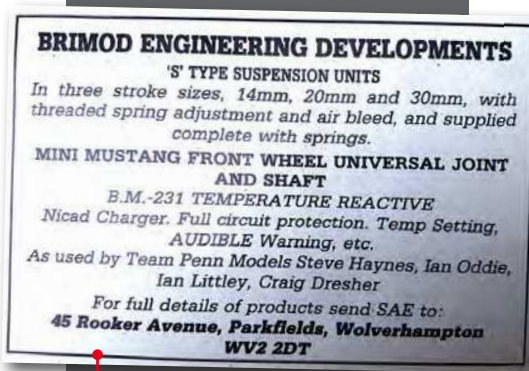 BRIMOD ENGINEERING DEVELOPMENTS
'S' TYPE SUSPENSION UNITS
In three stroke sizes, 14mm, 20mm and 30mm, with
threaded spring adjustment and air bleed, and supplied
complete with springs.
MINI MUSTANG FRONT WHEEL UNIVERSAL JOINT
AND SHAFT
B.M.-231 TEMPERATURE REACTIVE
Nicad Charger. Full circuit protection. Temp Setting,
AUDIBLE Warning, etc.
As used by Team Penn Models Steve Haynes, Ian Oddie,
Ian Littley, Craig Dresher
For full details of products send SAE to:
45 Rooker Avenue, Parkfields, Wolverhampton
WV2 2DT